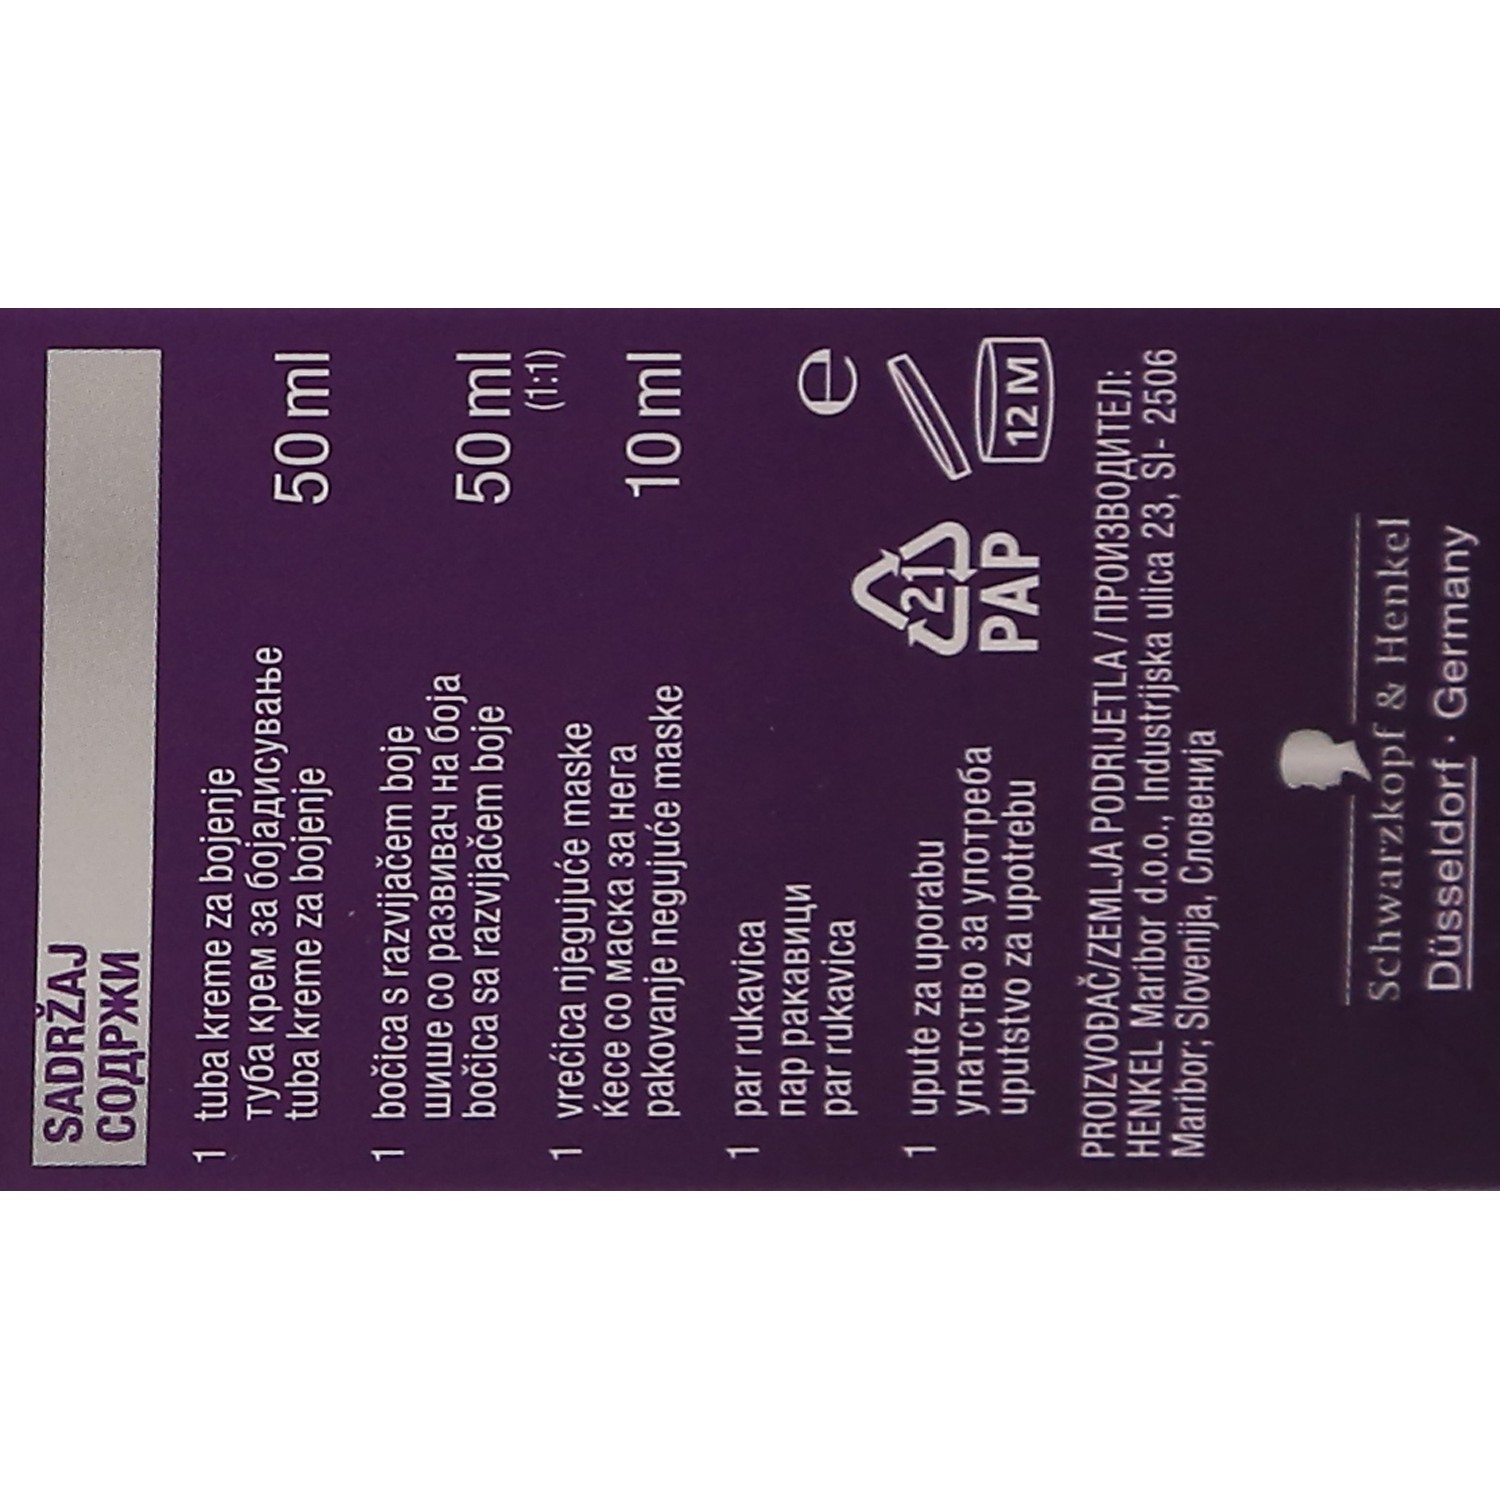 SADRŽAJ
СОДРЖИ
1 tuba kreme za bojenje
туба крем за бојадисување
tuba kreme za bojenje
50 ml
1 bočica s razvijačem boje
шише со развивач на боја
bočica sa razvijačem boje
50 ml
(1:1)
1 vrećica njegujuće maske
ќесе со маска за нега
pakovanje negujuće maske
10 ml
1 par rukavica
пар ракавици
par rukavica
e
1 upute za uporabu
упатство за употреба
uputstvo za upotrebu
21
PAP
12 M
PROIZVOĐAČ/ZEMLJA PODRIJETLA / ПРОИЗВОДИТЕЛ:
HENKEL Maribor d.o.o., Industrijska ulica 23, SI- 2506
Maribor; Slovenija, Словенија
Schwarzkopf & Henkel
Düsseldorf · Germany